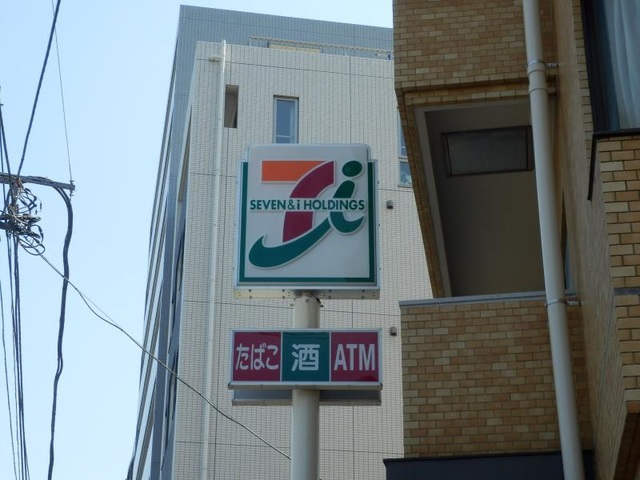 SEVEN&i HOLDINGS
たばこ 酒 ATM